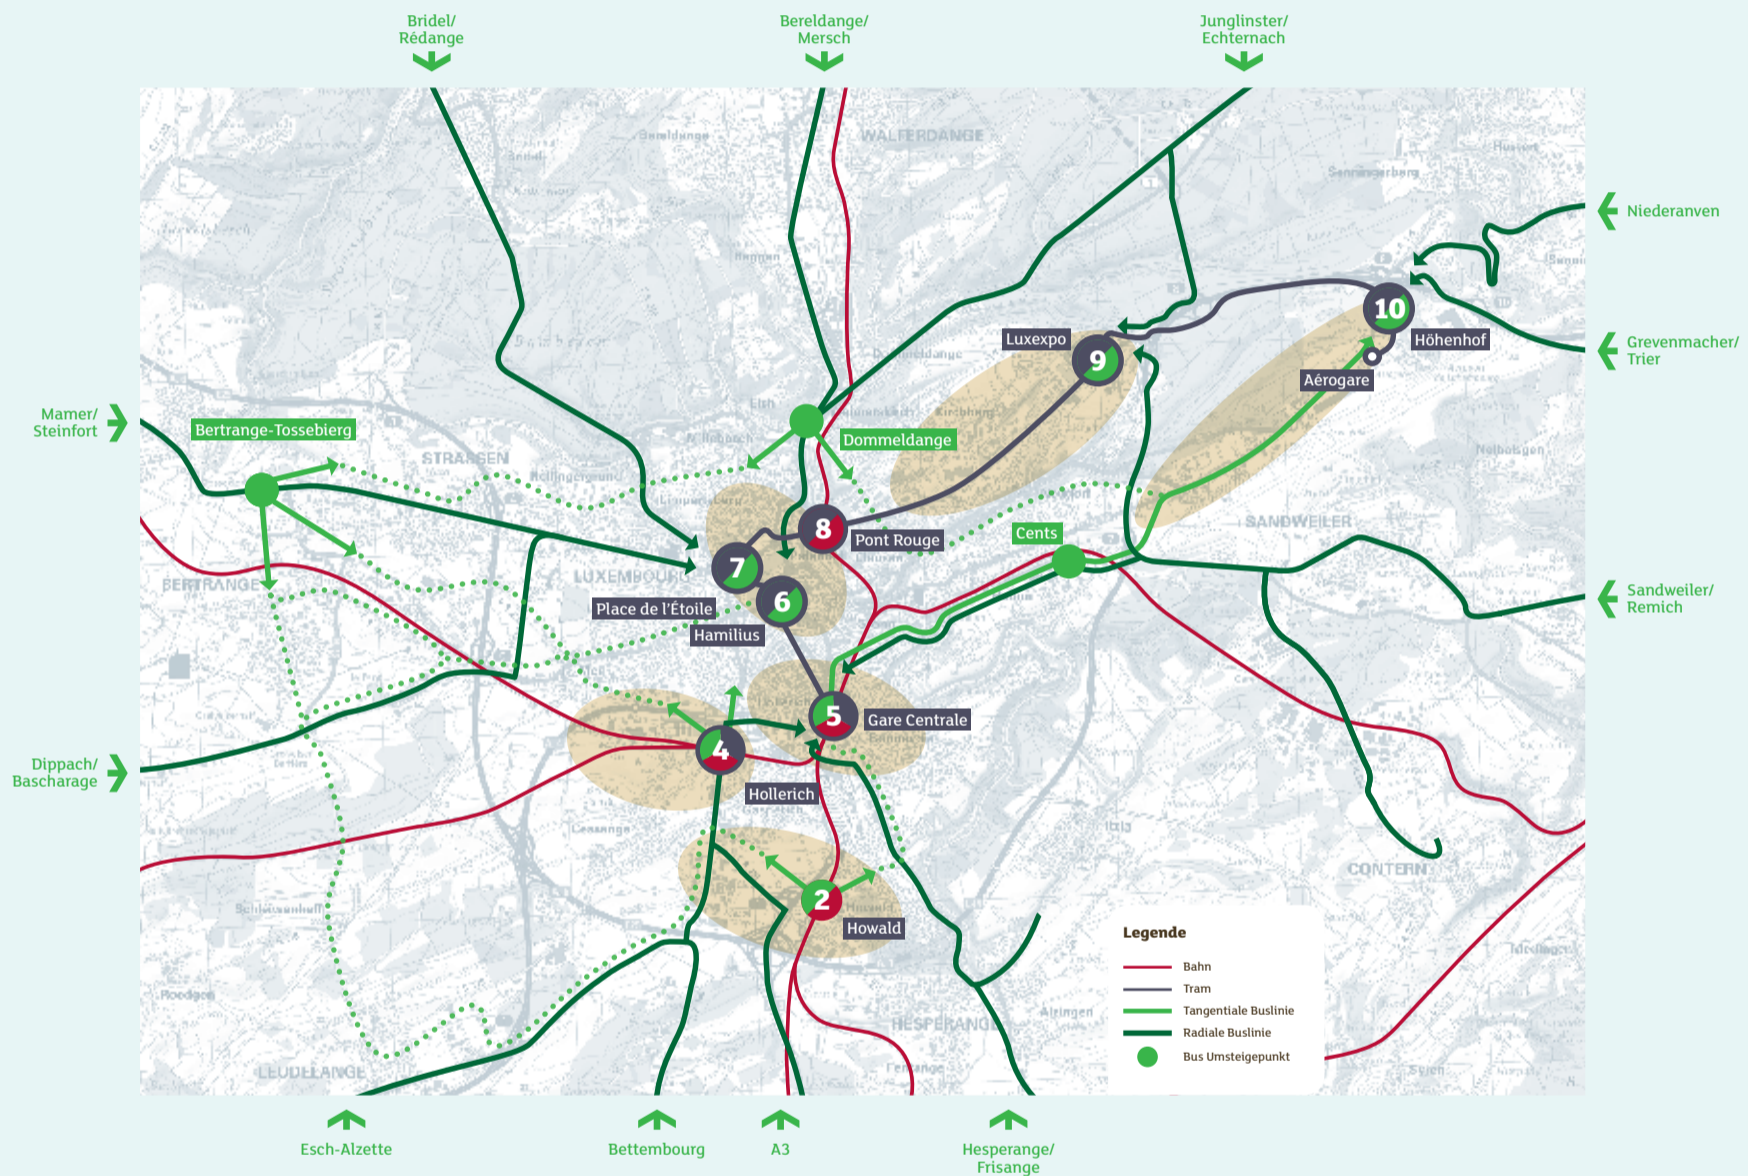 Bridel/
Rédange
Bereldange/
Mersch
Junglinster/
Echternach
WALFERDANGE
Niederanven
Luxexpo
9
10
Höhenhof
Aérogare
Grevenmacher/
Trier
Mamer/
Steinfort
Bertrange-Tossebierg
STRASSEN
Dommeldange
8
Pont Rouge
Cents
SANDWEILER
7
LUXEMBOURG
BERTRANGE
6
Place de l'Étoile
Hamilius
Sandweiler/
Remich
5
Gare Centrale
4
Hollerich
Dippach/
Bascharage
CONTERN
2
Howald
HESPERANGE
LEUDELANGE
Legende
Bahn
Tram
Tangentiale Buslinie
Radiale Buslinie
Bus Umsteigepunkt
Esch-Alzette
Bettembourg
A3
Hesperange/
Frisange